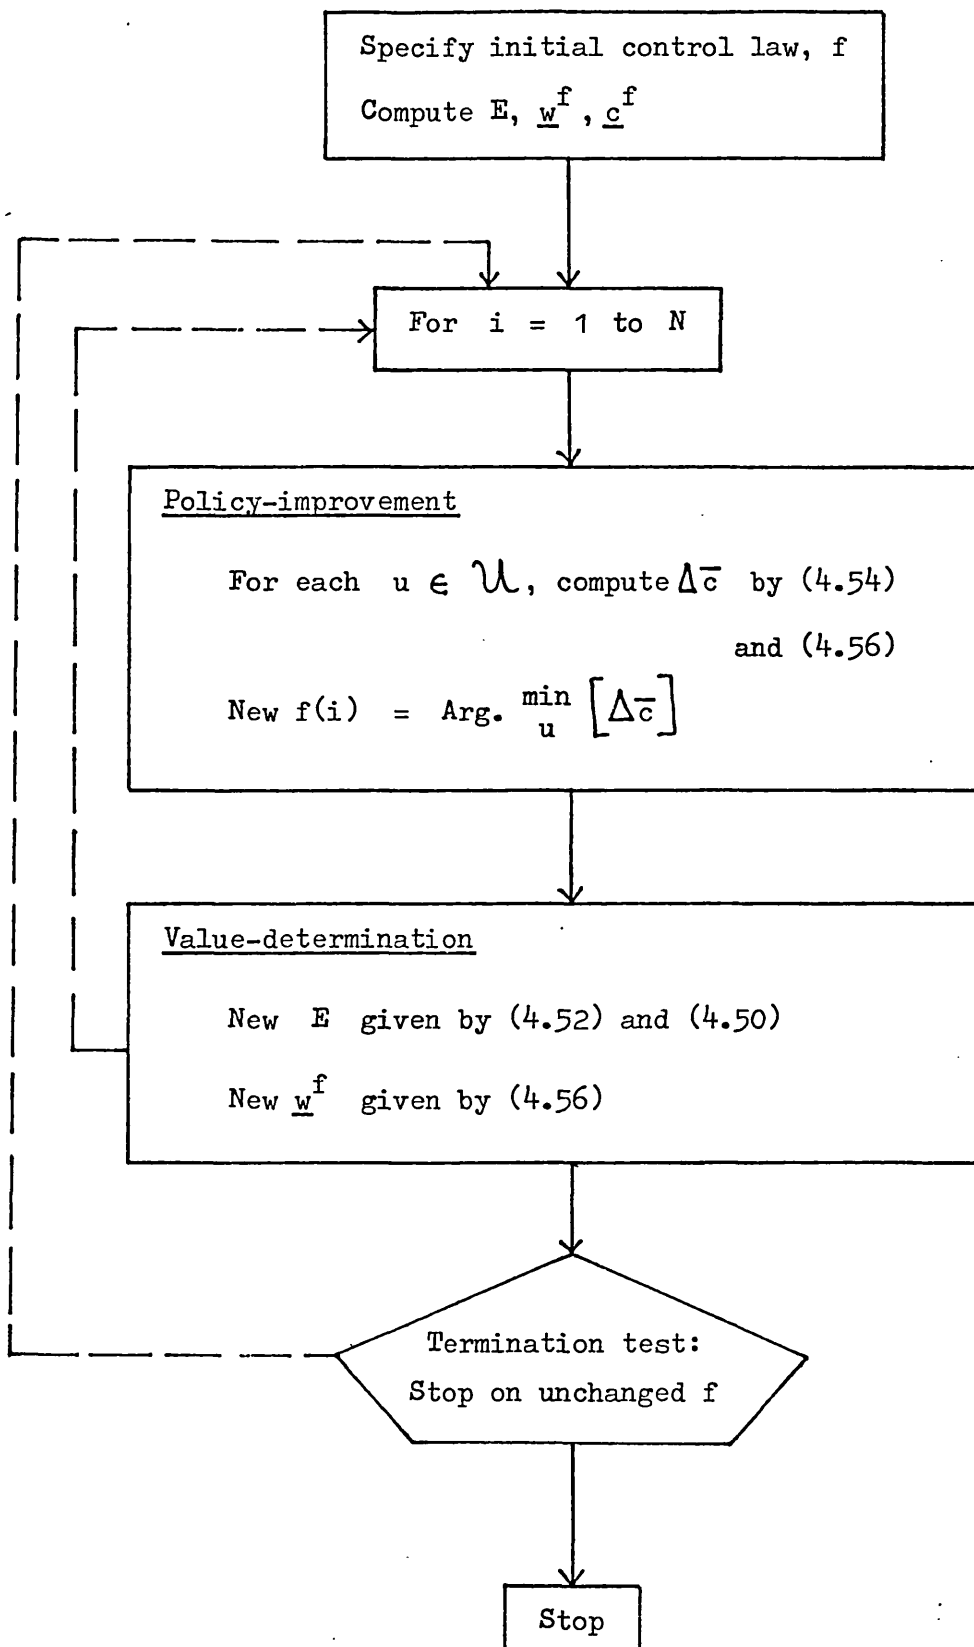 Specify initial control law, f
Compute E, w^f, c^f
For i = 1 to N
Policy-improvement
For each u ∈ 𝒰, compute Δc̄ by (4.54)
and (4.56)
New f(i) = Arg. min_u [Δc̄]
Value-determination
New E given by (4.52) and (4.50)
New w^f given by (4.56)
Termination test:
Stop on unchanged f
Stop